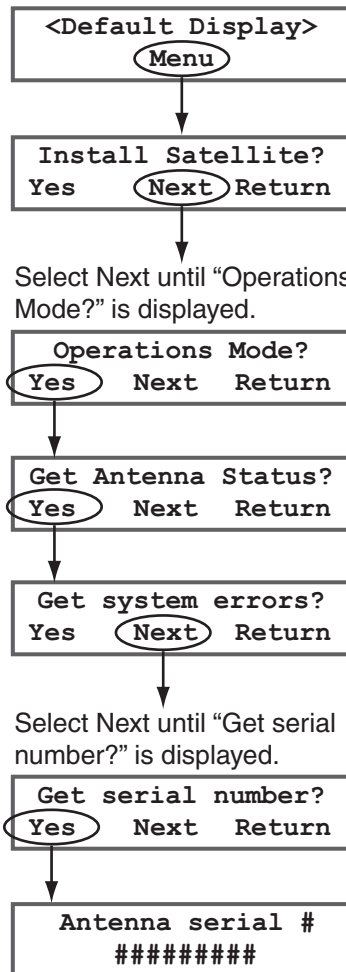 <Default Display>
Menu
Install Satellite?
Yes Next Return
Select Next until “Operations
Mode?” is displayed.
Operations Mode?
Yes Next Return
Get Antenna Status?
Yes Next Return
Get system errors?
Yes Next Return
Select Next until “Get serial
number?” is displayed.
Get serial number?
Yes Next Return
Antenna serial #
#########